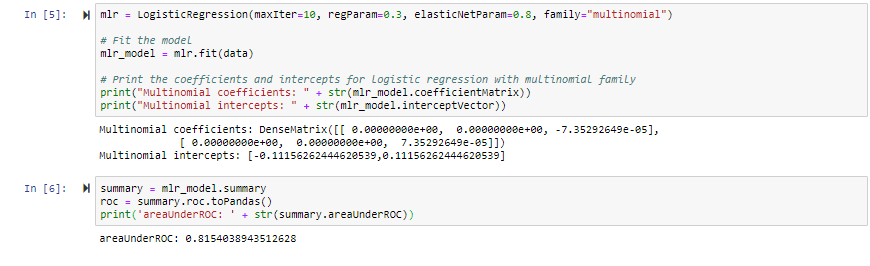 In [5]: mlr = LogisticRegression(maxIter=10, regParam=0.3, elasticNetParam=0.8, family="multinomial")
# Fit the model
mlr_model = mlr.fit(data)
# Print the coefficients and intercepts for logistic regression with multinomial family
print("Multinomial coefficients: " + str(mlr_model.coefficientMatrix))
print("Multinomial intercepts: " + str(mlr_model.interceptVector))
Multinomial coefficients: DenseMatrix([[ 0.00000000e+00,  0.00000000e+00, -7.35292649e-05],
[ 0.00000000e+00,  0.00000000e+00,  7.35292649e-05]])
Multinomial intercepts: [-0.11156262444620539,0.11156262444620539]
In [6]: summary = mlr_model.summary
roc = summary.roc.toPandas()
print('areaUnderROC: ' + str(summary.areaUnderROC))
areaUnderROC: 0.8154038943512628